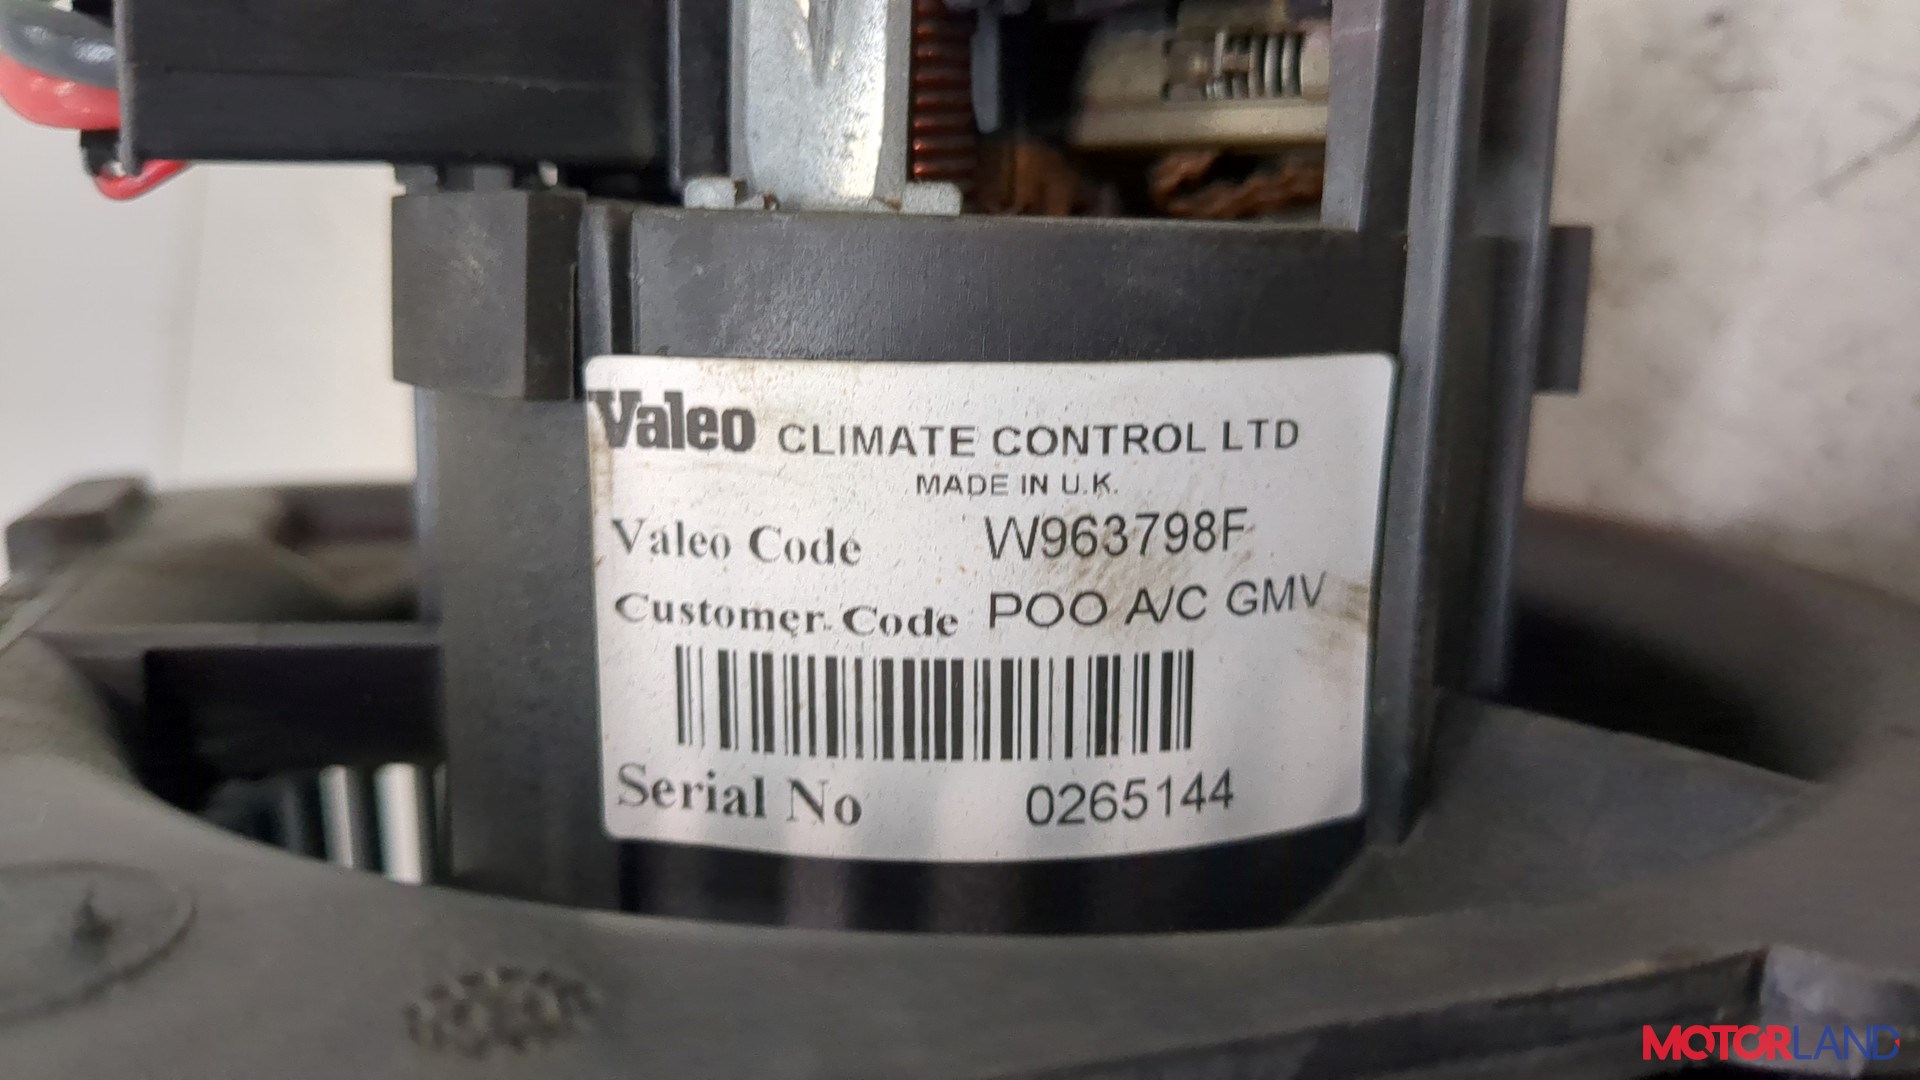 Valeo CLIMATE CONTROL LTD
MADE IN U.K.
Valeo Code W963798F
Customer Code POO A/C GMV
Serial No 0265144
MOTORLAND